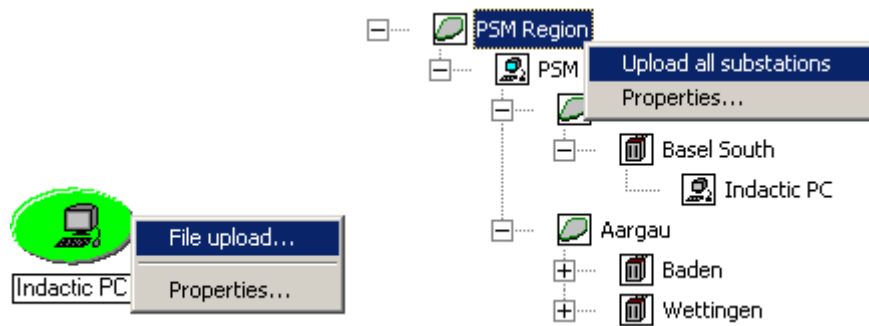 PSM Region
Upload all substations
PSM
Properties...
Basel South
Indactic PC
File upload...
Aargau
Baden
Indactic PC
Properties...
Wettingen